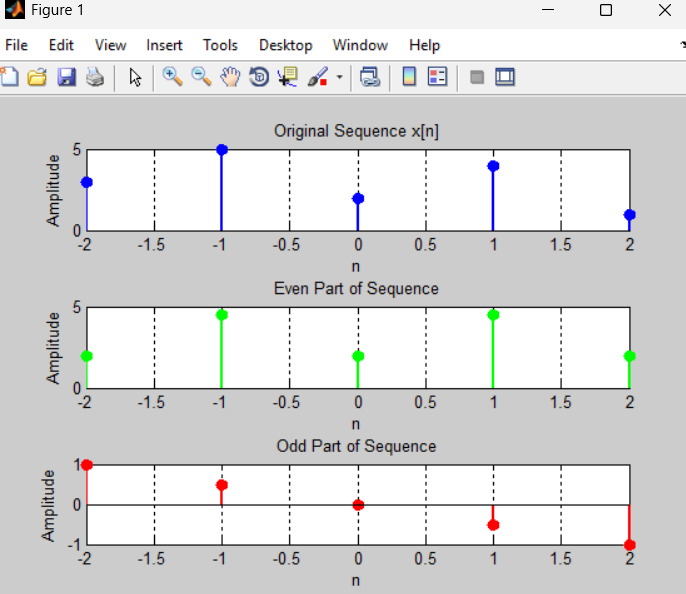 Figure 1
File Edit View Insert Tools Desktop Window Help
Original Sequence x[n]
Amplitude
5
0
-2 -1.5 -1 -0.5 0 0.5 1 1.5 2
n
Even Part of Sequence
Amplitude
5
0
-2 -1.5 -1 -0.5 0 0.5 1 1.5 2
n
Odd Part of Sequence
Amplitude
1
0
-1
-2 -1.5 -1 -0.5 0 0.5 1 1.5 2
n